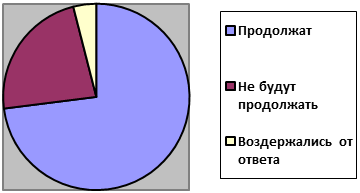 Продолжат
Не будут
продолжать
Воздержались от
ответа